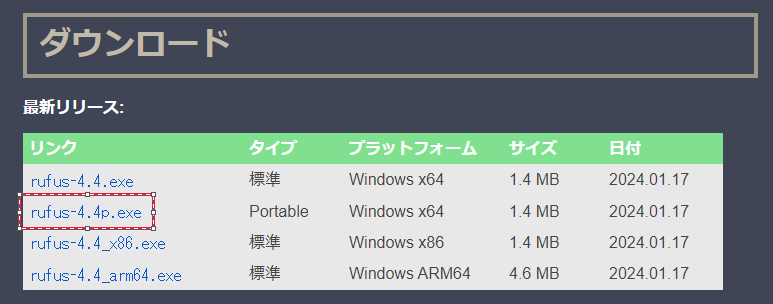 ダウンロード
最新リリース:
リンク タイプ プラットフォーム サイズ 日付
rufus-4.4.exe 標準 Windows x64 1.4 MB 2024.01.17
rufus-4.4p.exe Portable Windows x64 1.4 MB 2024.01.17
rufus-4.4_x86.exe 標準 Windows x86 1.4 MB 2024.01.17
rufus-4.4_arm64.exe 標準 Windows ARM64 4.6 MB 2024.01.17